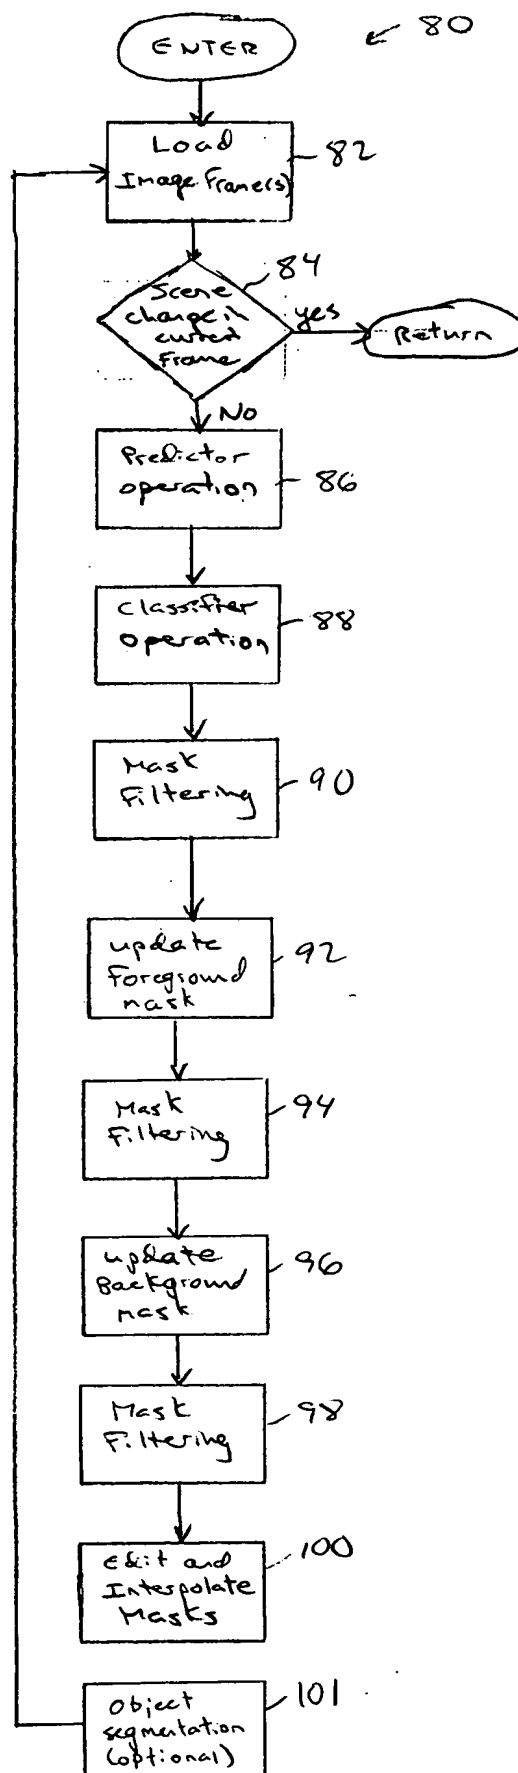 ENTER
80
Load
Image Frame(s)
82
84
Scene
change in
current
Frame
yes
Return
No
Predictor
operation
86
classifier
operation
88
Mask
Filtering
90
update
foreground
mask
92
Mask
Filtering
94
update
Background
mask
96
Mask
Filtering
98
Edit and
Interpolate
Masks
100
Object
segmentation
(optional)
101